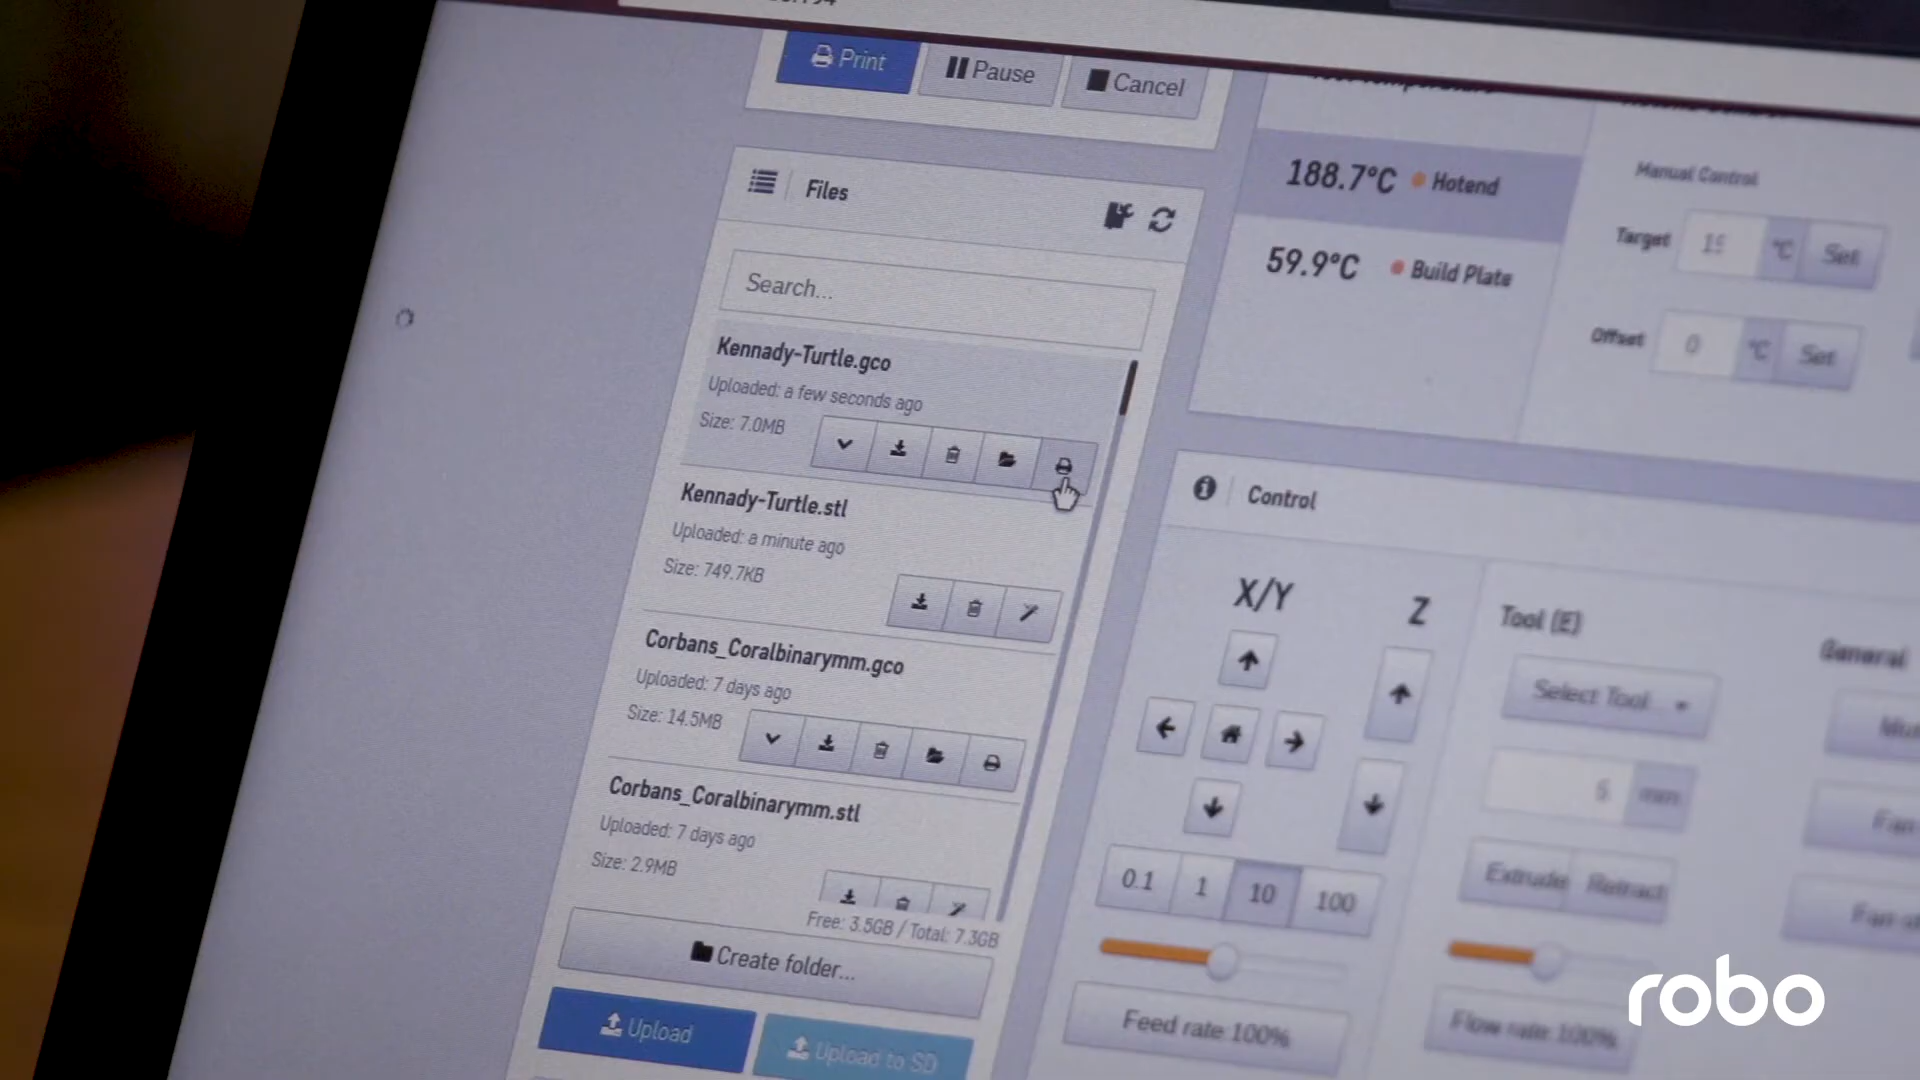 Print
Pause
Cancel
Files
Search...
Kennady-Turtle.gco
Uploaded: a few seconds ago
Size: 7.0MB
Kennady-Turtle.stl
Uploaded: a minute ago
Size: 749.7KB
Corbans_Coralbinarymm.gco
Uploaded: 7 days ago
Size: 14.5MB
Corbans_Coralbinarymm.stl
Uploaded: 7 days ago
Size: 2.9MB
Free: 3.5GB / Total: 7.3GB
Create folder...
Upload
Upload to SD
188.7°C Hotend
59.9°C Build Plate
Manual Control
Target °C Set
Offset 0 °C Set
Control
X/Y
Z
Tool (E)
General
Select Tool...
5 mm
Extrude Retract
Fan
0.1 1 10 100
Feed rate:100%
Flow rate:100%
robo